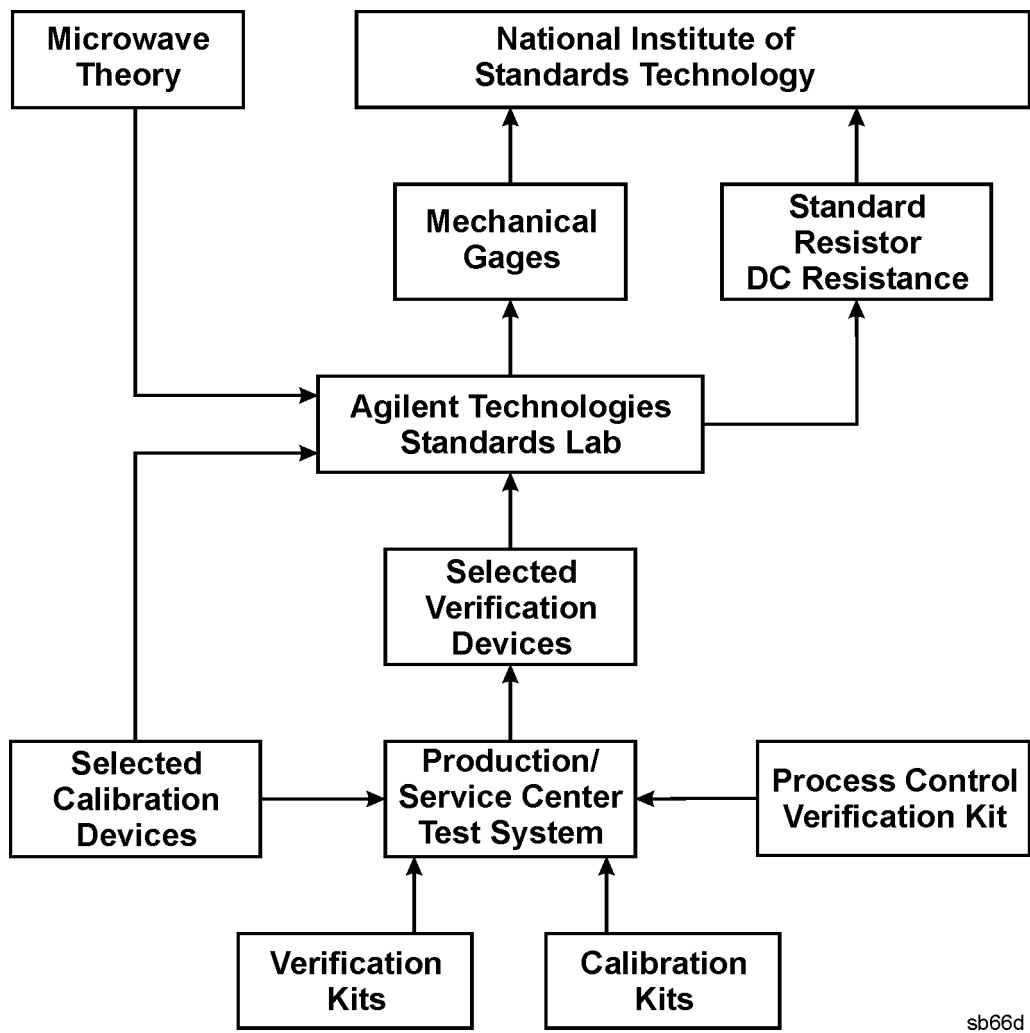 Microwave
Theory
National Institute of
Standards Technology
Mechanical
Gages
Standard
Resistor
DC Resistance
Agilent Technologies
Standards Lab
Selected
Verification
Devices
Selected
Calibration
Devices
Production/
Service Center
Test System
Process Control
Verification Kit
Verification
Kits
Calibration
Kits
sb66d